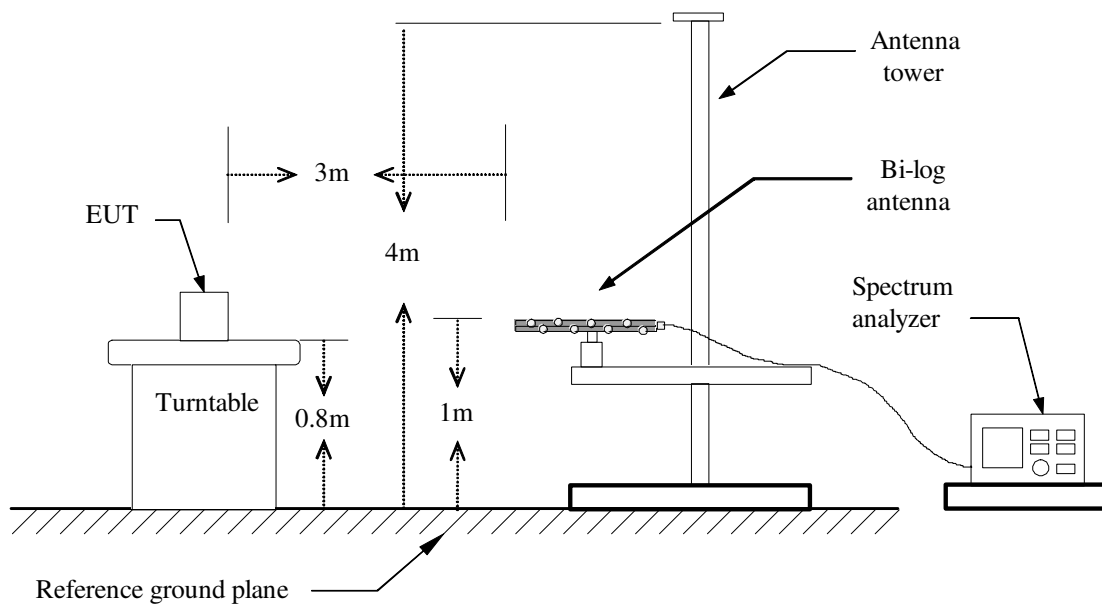 Antenna
tower
3m
Bi-log
antenna
EUT
4m
Spectrum
analyzer
Turntable
0.8m
1m
Reference ground plane